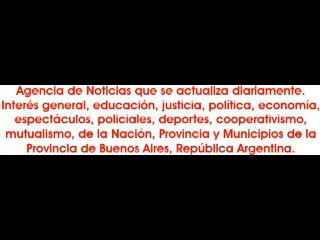 Agencia de Noticias que se actualiza diariamente.
Interés general, educación, justicia, política, economía,
espectáculos, policiales, deportes, cooperativismo,
mutualismo, de la Nación, Provincia y Municipios de la
Provincia de Buenos Aires, República Argentina.